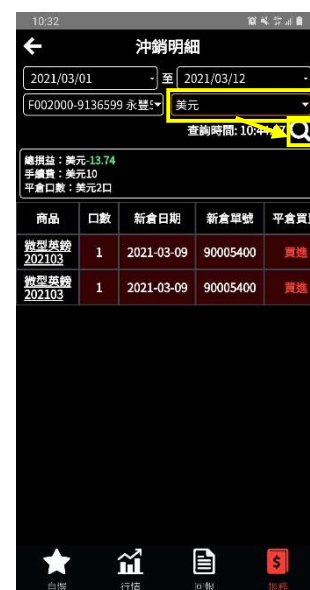 10:32
沖銷明細
2021/03/01 至 2021/03/12
F002000-9136599 永豐 美元
查詢時間: 10:4
總損益：美元-13.74
手續費：美元10
平倉口數：美元2口
商品 口數 新倉日期 新倉單號 平倉買
微型英鎊
202103 1 2021-03-09 90005400 買進
微型英鎊
202103 1 2021-03-09 90005400 買進
自選 行情 回報 帳務